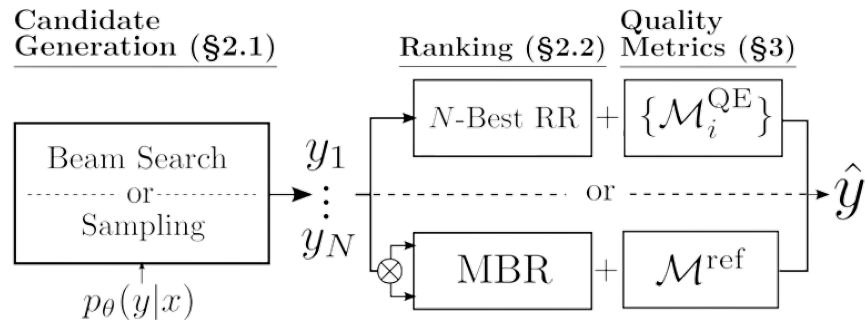 Candidate
Generation (§2.1)
Ranking (§2.2)
Quality
Metrics (§3)
Beam Search
or
Sampling
p_θ(y|x)
y_1
⋮
y_N
N-Best RR
+
{M_i^QE}
or
MBR
+
M^ref
ŷ